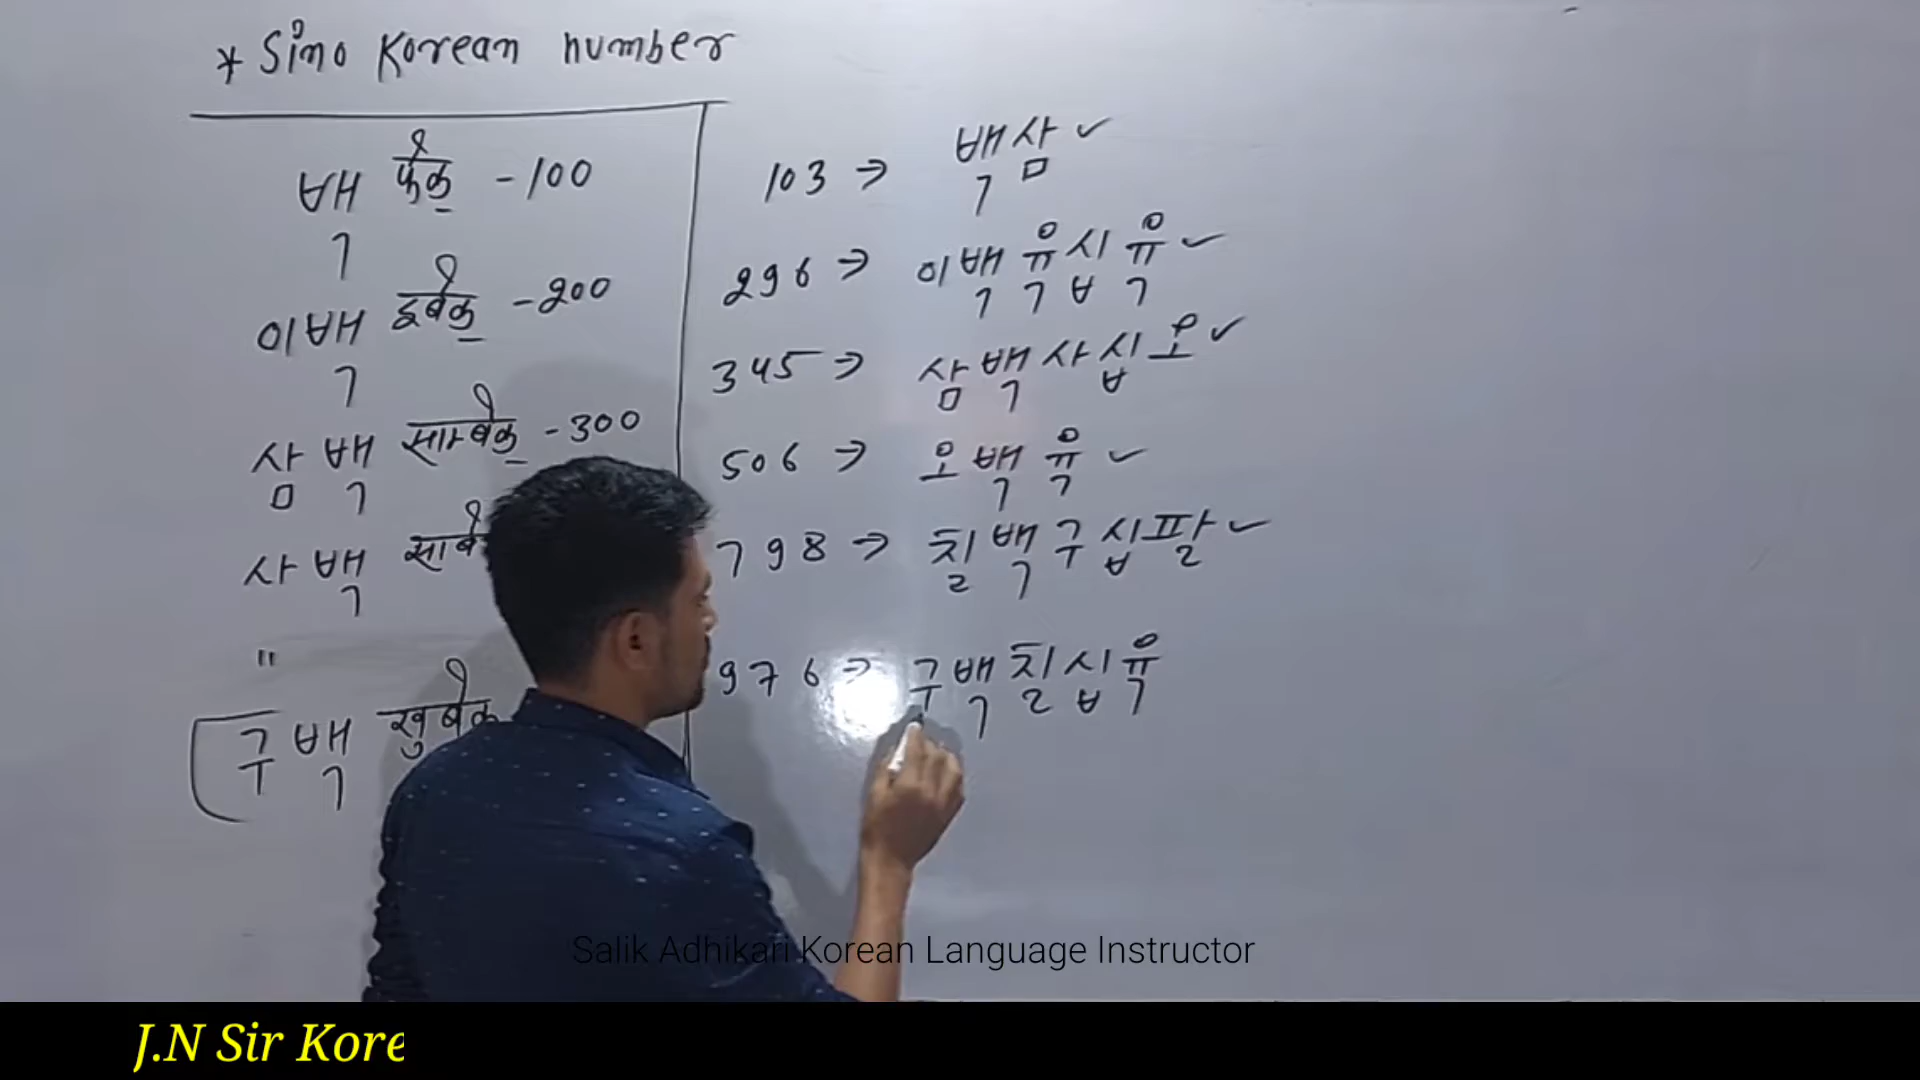 * Sino Korean number
백 फेक् - 100
이백 इबेक् - 200
삼백 साम्बेक् - 300
사백 साबे
"
구백 खुबेक
103 → 백삼 ✓
296 → 이백육십육 ✓
345 → 삼백사십오 ✓
506 → 오백육 ✓
798 → 칠백구십팔 ✓
976 → 구백칠십육
Salik Adhikari Korean Language Instructor
J.N Sir Kore